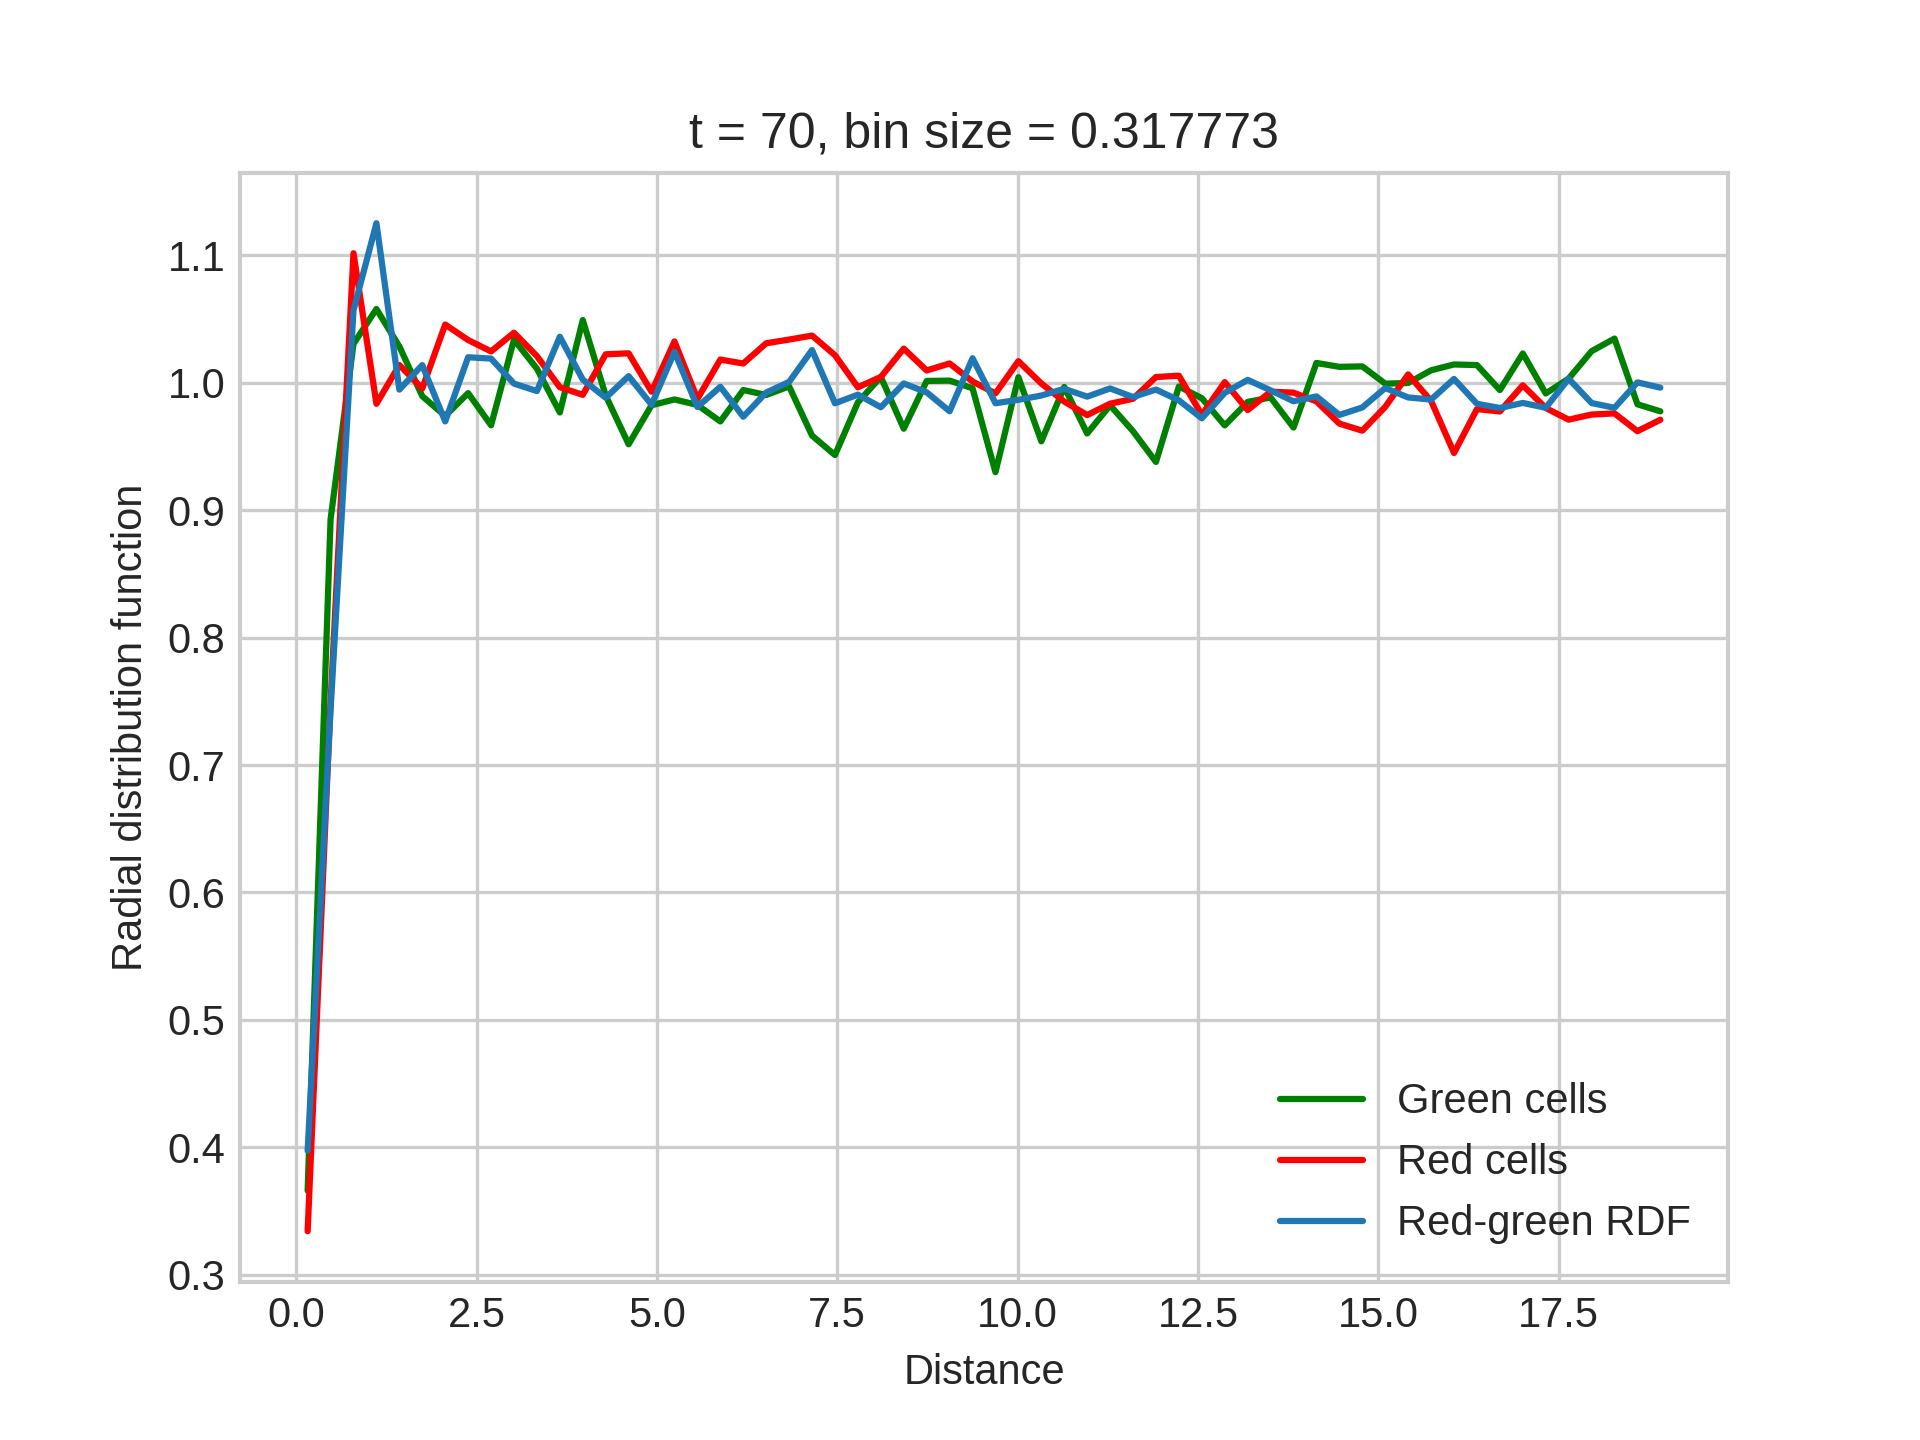 t = 70, bin size = 0.317773
Radial distribution function
1.1
1.0
0.9
0.8
0.7
0.6
0.5
0.4
0.3
Green cells
Red cells
Red-green RDF
0.0 2.5 5.0 7.5 10.0 12.5 15.0 17.5
Distance